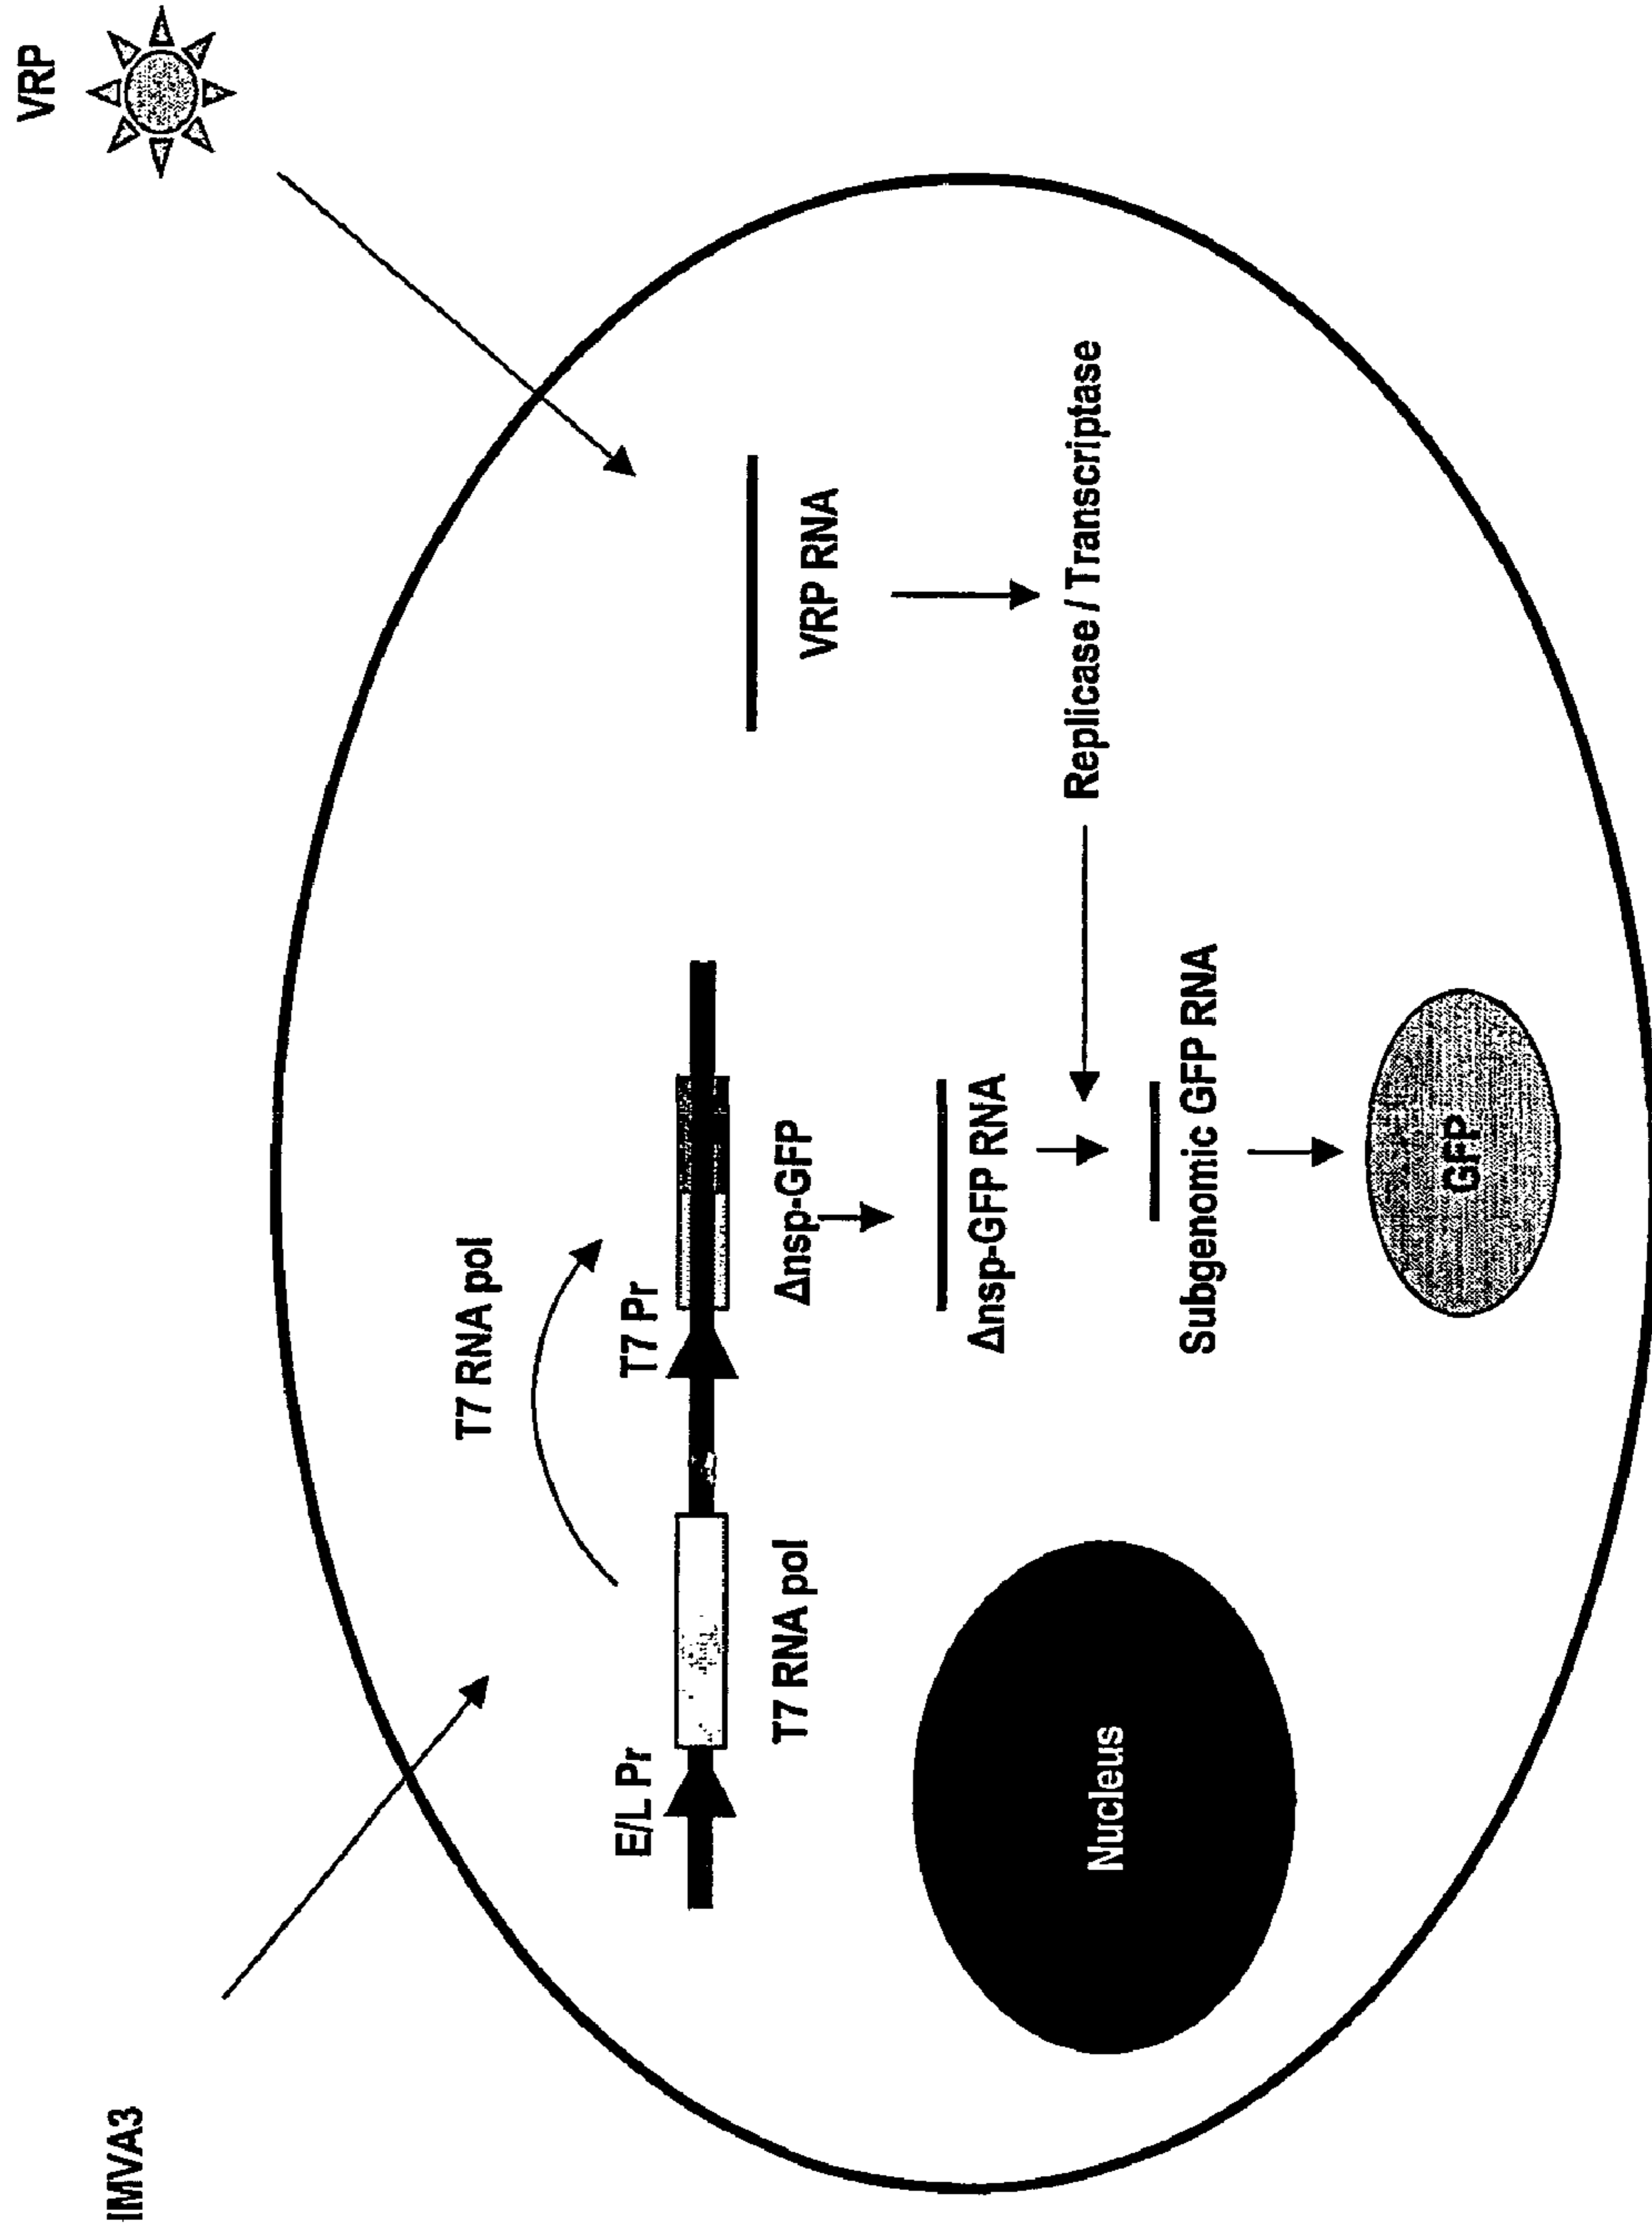 IMVA3
VRP
T7 RNA pol
E/L Pr
T7 Pr
T7 RNA pol
Δnsp-GFP
VRP RNA
Δnsp-GFP RNA
Replicase / Transcriptase
Nucleus
Subgenomic GFP RNA
GFP